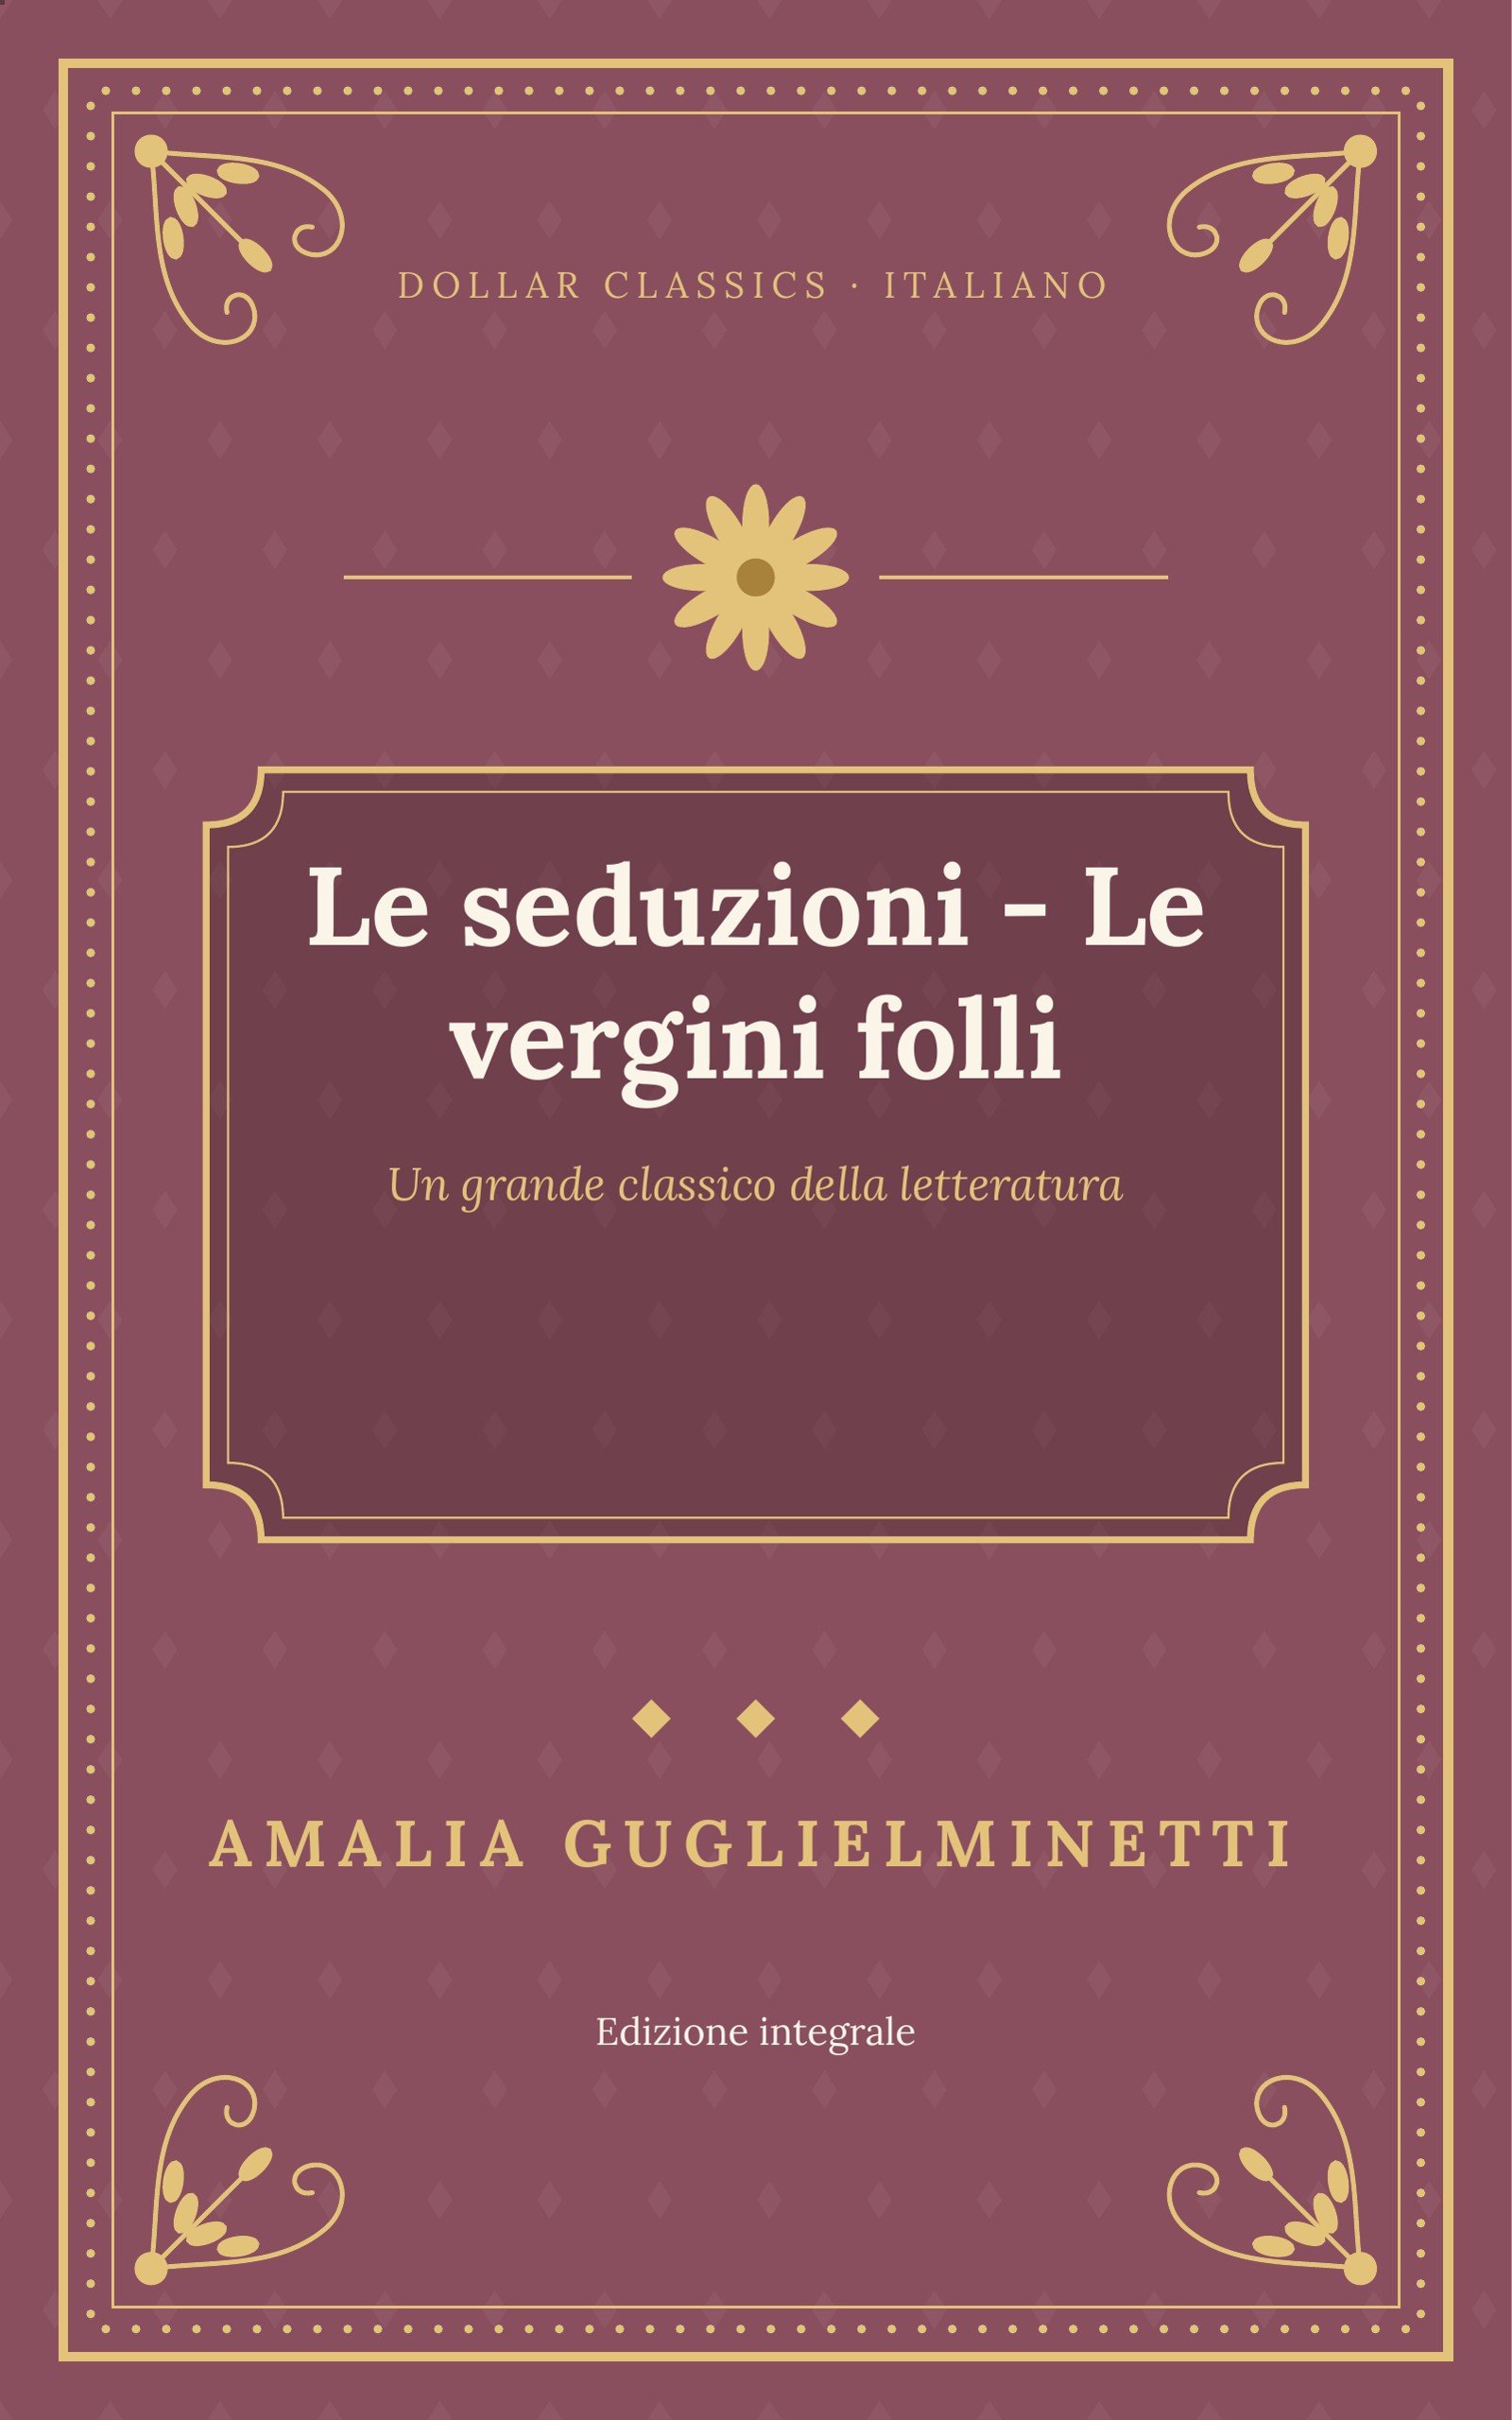 DOLLAR CLASSICS · ITALIANO
Le seduzioni – Le
vergini folli
Un grande classico della letteratura
AMALIA GUGLIELMINETTI
Edizione integrale